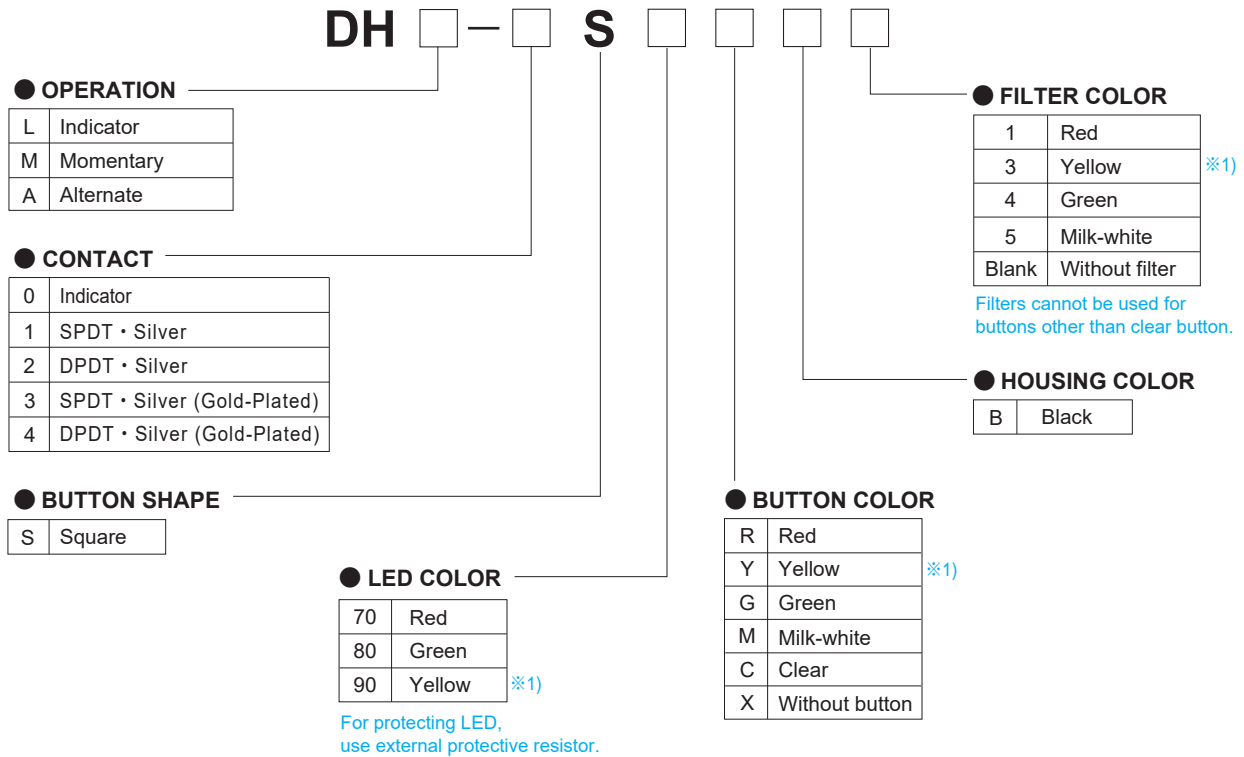 DH □ − □ S □ □ □ □
● OPERATION
L Indicator
M Momentary
A Alternate
● CONTACT
0 Indicator
1 SPDT・Silver
2 DPDT・Silver
3 SPDT・Silver (Gold-Plated)
4 DPDT・Silver (Gold-Plated)
● BUTTON SHAPE
S Square
● LED COLOR
70 Red
80 Green
90 Yellow ※1)
For protecting LED,
use external protective resistor.
● BUTTON COLOR
R Red
Y Yellow ※1)
G Green
M Milk-white
C Clear
X Without button
● HOUSING COLOR
B Black
● FILTER COLOR
1 Red
3 Yellow ※1)
4 Green
5 Milk-white
Blank Without filter
Filters cannot be used for
buttons other than clear button.